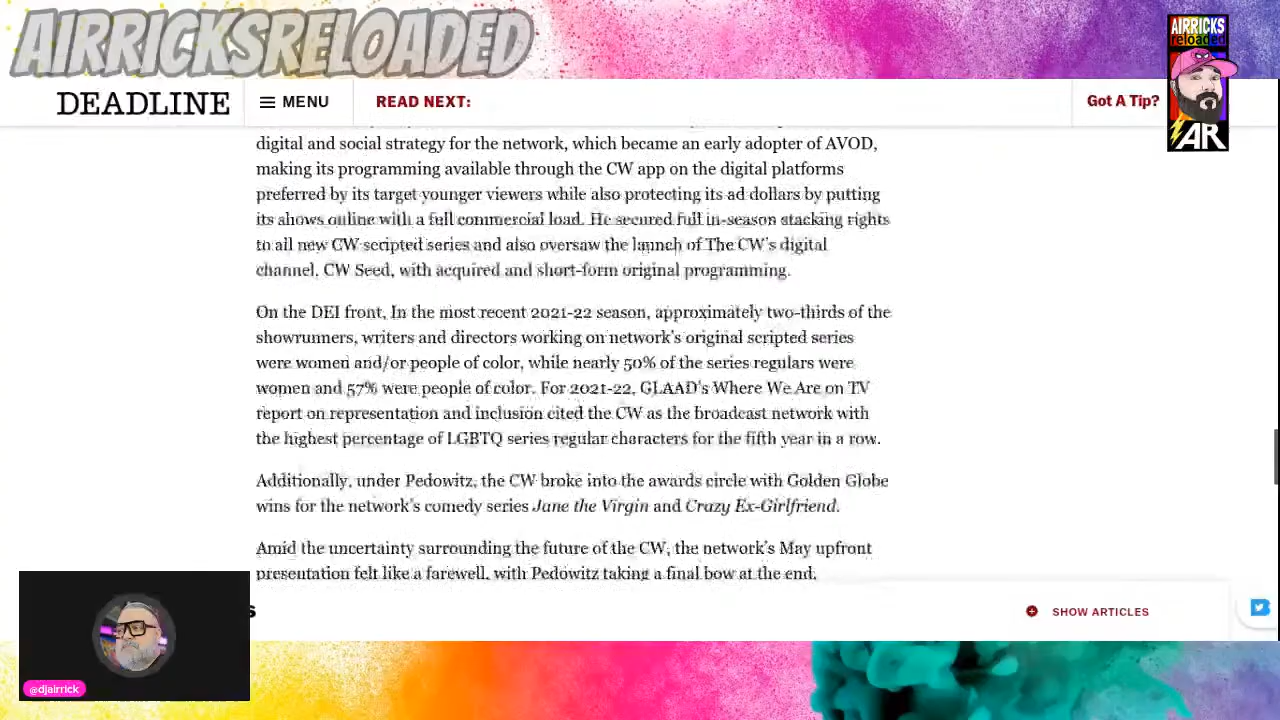 AIRRICKSRELOADED
AIRRICKS
reloaded
AR
DEADLINE
MENU
READ NEXT:
Got A Tip?
digital and social strategy for the network, which became an early adopter of AVOD,
making its programming available through the CW app on the digital platforms
preferred by its target younger viewers while also protecting its ad dollars by putting
its shows online with a full commercial load. He secured full in-season stacking rights
to all new CW scripted series and also oversaw the launch of The CW's digital
channel, CW Seed, with acquired and short-form original programming.
On the DEI front, In the most recent 2021-22 season, approximately two-thirds of the
showrunners, writers and directors working on network's original scripted series
were women and/or people of color, while nearly 50% of the series regulars were
women and 57% were people of color. For 2021-22, GLAAD's Where We Are on TV
report on representation and inclusion cited the CW as the broadcast network with
the highest percentage of LGBTQ series regular characters for the fifth year in a row.
Additionally, under Pedowitz, the CW broke into the awards circle with Golden Globe
wins for the network's comedy series Jane the Virgin and Crazy Ex-Girlfriend.
Amid the uncertainty surrounding the future of the CW, the network's May upfront
presentation felt like a farewell, with Pedowitz taking a final bow at the end,
SHOW ARTICLES
@djairrick